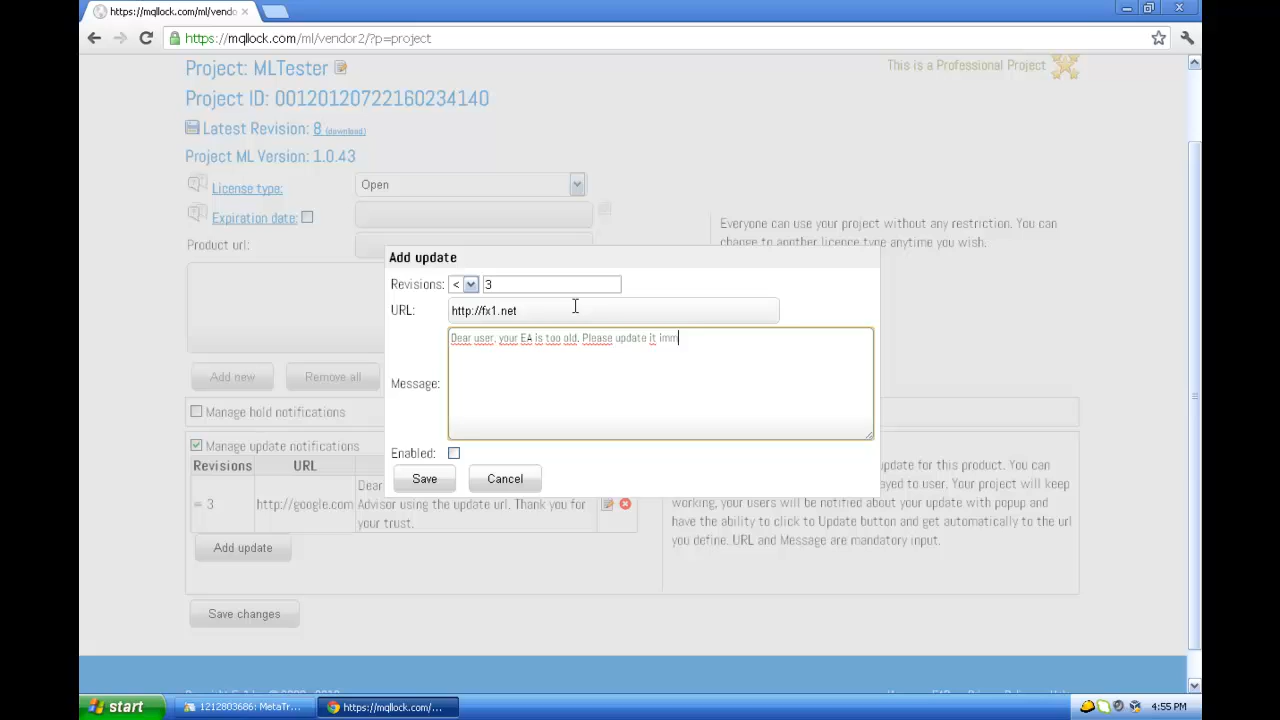 https://mqllock.com/ml/vendo
https://mqllock.com/ml/vendor2/?p=project
Project: MLTester
This is a Professional Project
Project ID: 00120120722160234140
Latest Revision: 8 (download)
Project ML Version: 1.0.43
License type:
Open
Expiration date:
Everyone can use your project without any restriction. You can
change to another licence type anytime you wish.
Product url:
Add update
Revisions: < 3
URL: http://fx1.net
Dear user, your EA is too old. Please update it imm
Message:
Enabled:
Save
Cancel
Add new
Remove all
Manage hold notifications
Manage update notifications
Revisions
URL
= 3
http://google.com
Dear
Advisor using the update url. Thank you for
your trust.
update for this product. You can
ayed to user. Your project will keep
working, your users will be notified about your update with popup and
have the ability to click to Update button and get automatically to the url
you define. URL and Message are mandatory input.
Add update
Save changes
start
1212803686: MetaTr...
https://mqllock.com/...
4:55 PM